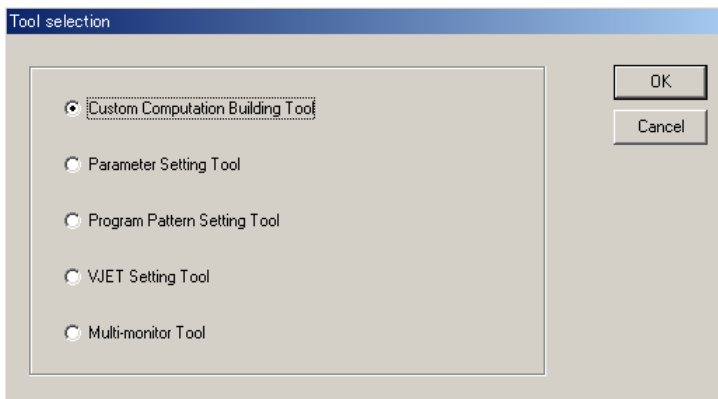 Tool selection
Custom Computation Building Tool
Parameter Setting Tool
Program Pattern Setting Tool
VJET Setting Tool
Multi-monitor Tool
OK
Cancel